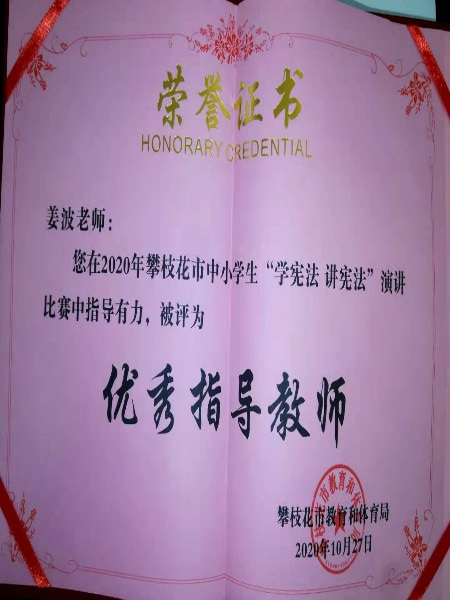 荣誉证书
HONORARY CREDENTIAL
姜波老师：
您在2020年攀枝花市中小学生“学宪法 讲宪法”演讲
比赛中指导有力，被评为
优秀指导教师
攀枝花市教育和体育局
2020年10月27日